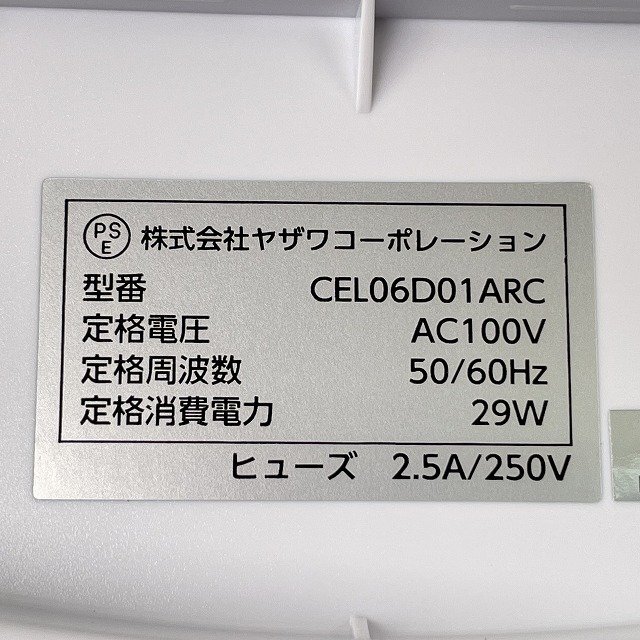 PSE 株式会社ヤザワコーポレーション
型番 CEL06D01ARC
定格電圧 AC100V
定格周波数 50/60Hz
定格消費電力 29W
ヒューズ 2.5A/250V